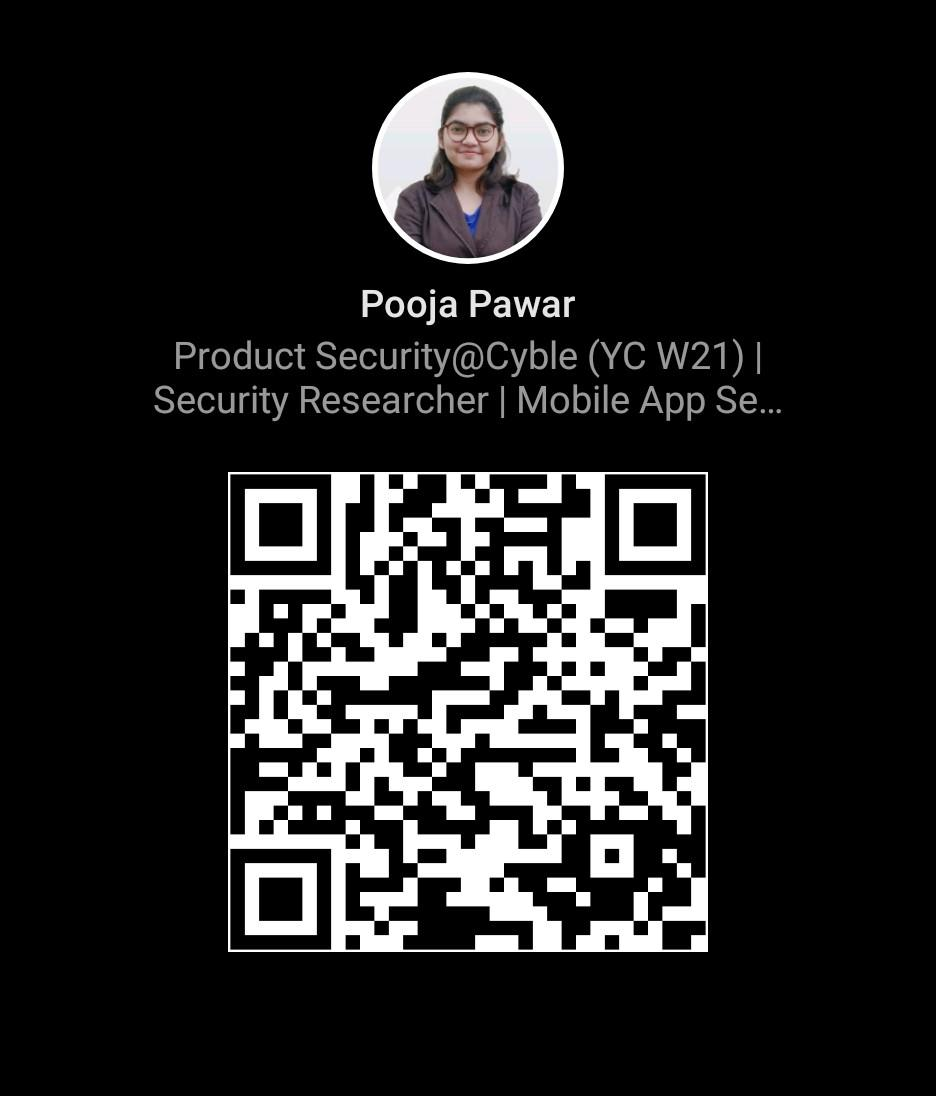 Pooja Pawar
Product Security@Cyble (YC W21) |
Security Researcher | Mobile App Se…